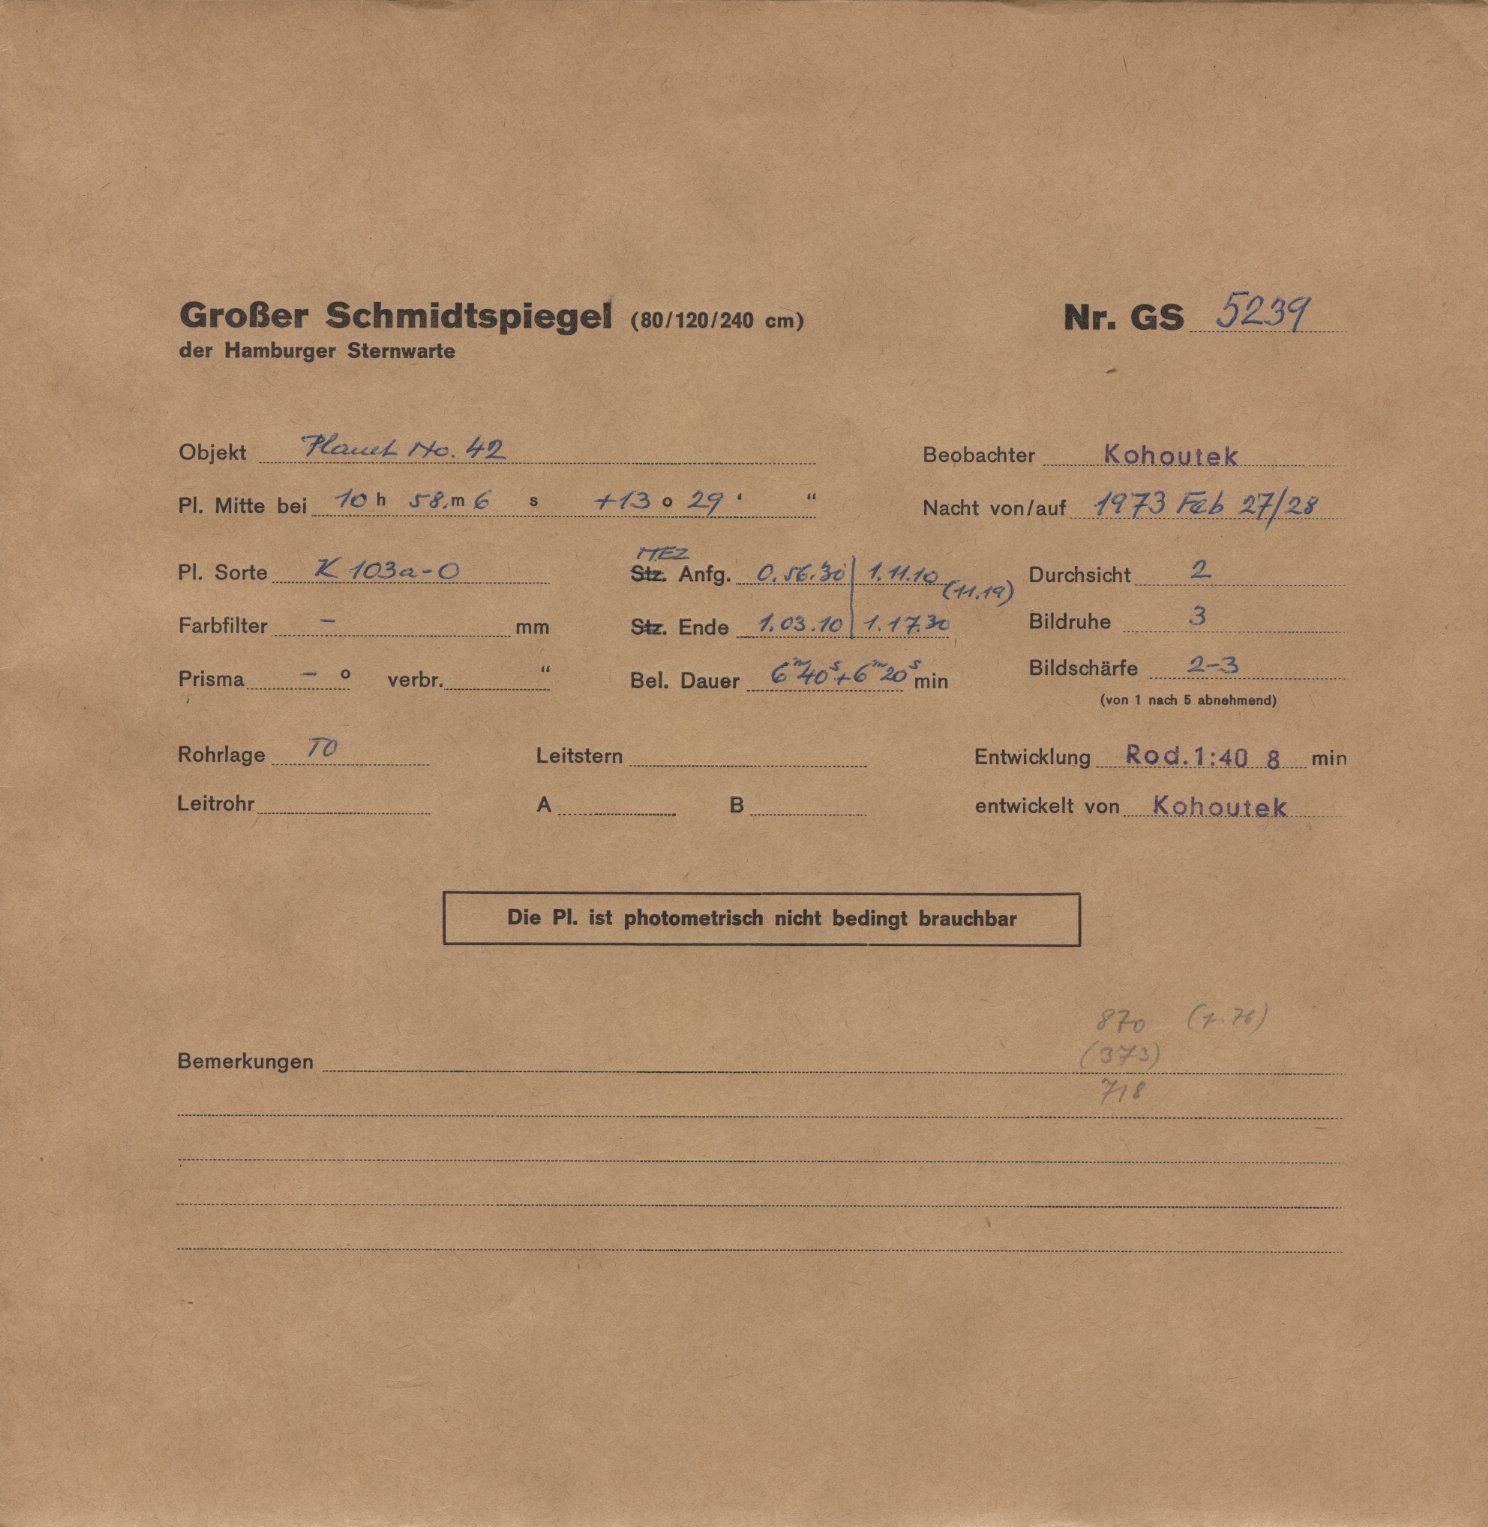 Großer Schmidtspiegel (80/120/240 cm) Nr. GS 5239
der Hamburger Sternwarte
Objekt Planet No. 42 Beobachter Kohoutek
Pl. Mitte bei 10 h 58. m 6 s +13 o 29 ' " Nacht von/auf 1973 Feb 27/28
MEZ
Pl. Sorte K 103a-O Stz. Anfg. 0.56.30 | 1.11.10 (11.19) Durchsicht 2
Farbfilter – mm Stz. Ende 1.03.10 | 1.17.30 Bildruhe 3
Prisma – o verbr. " Bel. Dauer 6m40s+6m20s min Bildschärfe 2–3
(von 1 nach 5 abnehmend)
Rohrlage TO Leitstern Entwicklung Rod.1:40 8 min
Leitrohr A B entwickelt von Kohoutek
Die Pl. ist photometrisch nicht bedingt brauchbar
870
Bemerkungen (373)
718